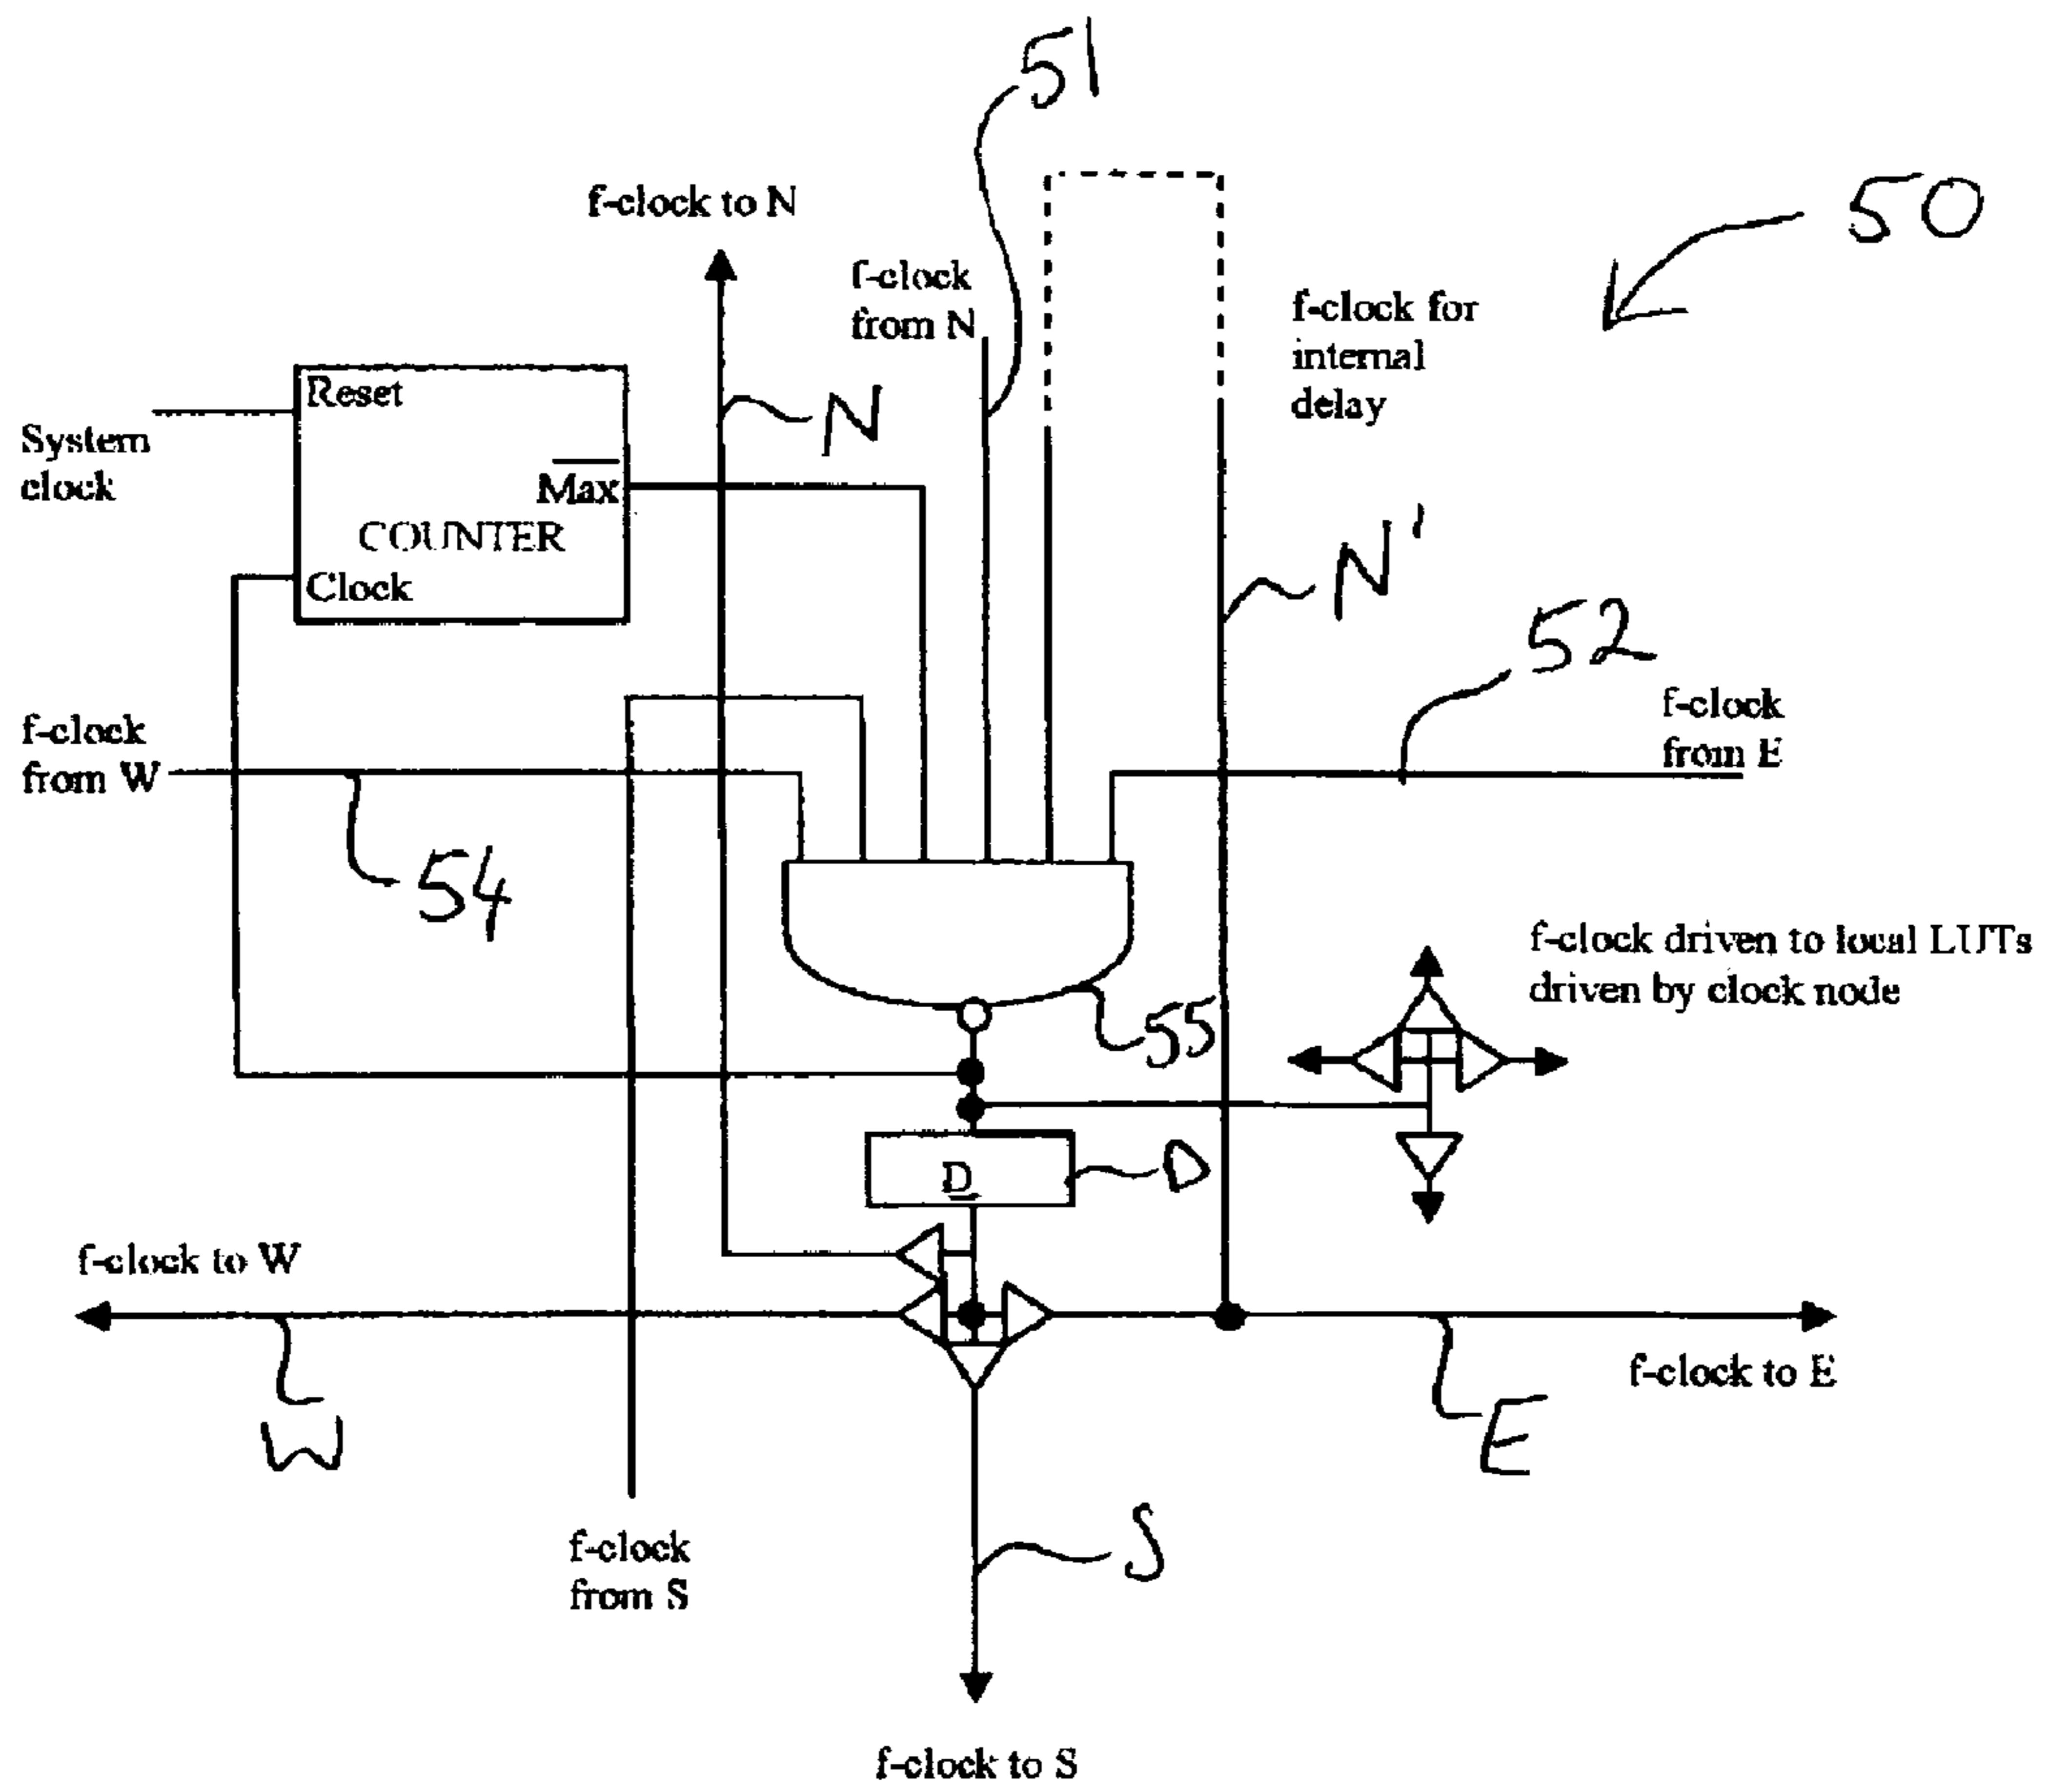 51
50
f-clock to N
f-clock
from N
f-clock for
internal
delay
Reset
N
System
clock
Max
COUNTER
Clock
N'
52
f-clock
from W
f-clock
from E
54
f-clock driven to local LUTs
driven by clock node
55
D
D
f-clock to W
f-clock to E
W
E
f-clock
from S
S
f-clock to S